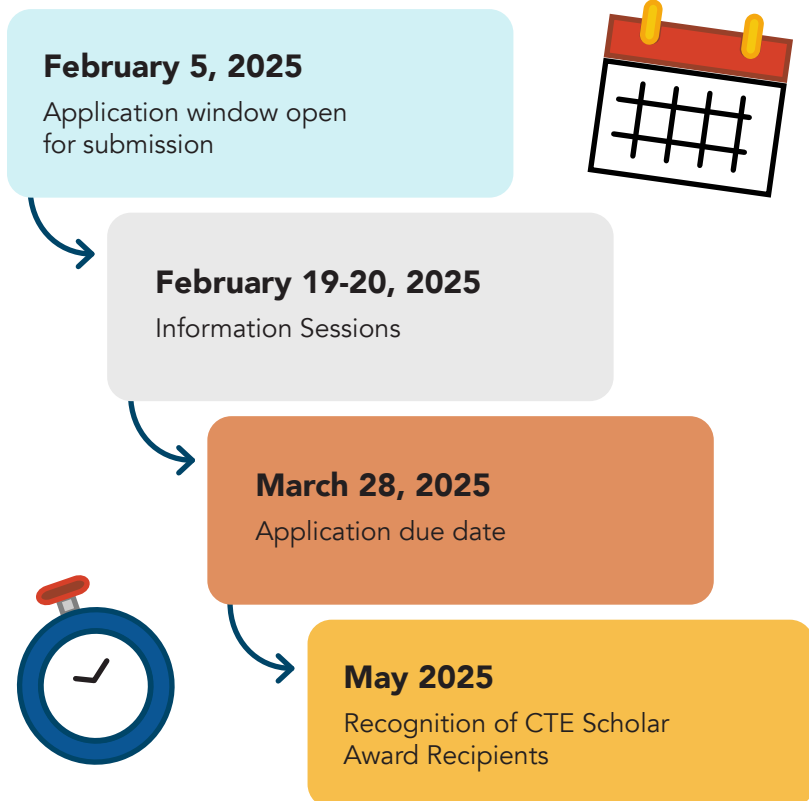 February 5, 2025
Application window open
for submission
February 19-20, 2025
Information Sessions
March 28, 2025
Application due date
May 2025
Recognition of CTE Scholar
Award Recipients